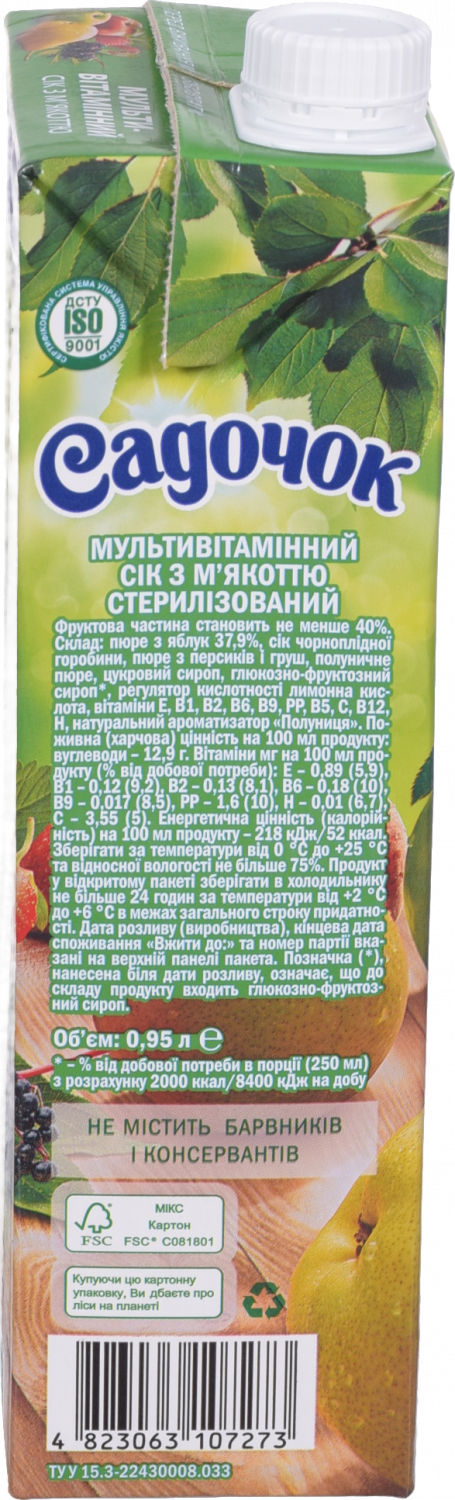 МУЛЬТИ-
ВІТАМІННИЙ
СІК З М'ЯКОТТЮ
СЕРТИФІКОВАНА СИСТЕМА УПРАВЛІННЯ ЯКІСТЮ
ДСТУ
ISO
9001
Садочок
МУЛЬТИВІТАМІННИЙ
СІК З М'ЯКОТТЮ
СТЕРИЛІЗОВАНИЙ
Фруктова частина становить не менше 40%.
Склад: пюре з яблук 37,9%, сік чорноплідної
горобини, пюре з персиків і груш, полуничне
пюре, цукровий сироп, глюкозно-фруктозний
сироп*, регулятор кислотності лимонна кис-
лота, вітаміни Е, В1, В2, В6, В9, РР, В5, С, В12,
Н, натуральний ароматизатор «Полуниця». По-
живна (харчова) цінність на 100 мл продукту:
вуглеводи – 12,9 г. Вітаміни мг на 100 мл про-
дукту (% від добової потреби): Е – 0,89 (5,9),
В1 – 0,12 (9,2), В2 – 0,13 (8,1), В6 – 0,18 (10)
В9 – 0,017 (8,5), РР – 1,6 (10), Н – 0,01 (6,7)
С – 3,55 (5). Енергетична цінність (калорій-
ність) на 100 мл продукту – 218 кДж/52 ккал.
Зберігати за температури від 0 °С до +25 °С
та відносної вологості не більше 75%. Продукт
у відкритому пакеті зберігати в холодильнику
не більше 24 годин за температури від +2 °С
до +6 °С в межах загального строку придатно-
сті. Дата розливу (виробництва), кінцева дата
споживання «Вжити до:» та номер партії вка-
зані на верхній панелі пакета. Позначка (*),
нанесена біля дати розливу, означає, що до
складу продукту входить глюкозно-фруктоз-
ний сироп.
Об'єм: 0,95 л ℮
* – % від добової потреби в порції (250 мл)
з розрахунку 2000 ккал/8400 кДж на добу
НЕ МІСТИТЬ БАРВНИКІВ
І КОНСЕРВАНТІВ
FSC
МІКС
Картон
FSC® C081801
Купуючи цю картонну
упаковку, Ви дбаєте про
ліси на планеті
4 823063 107273
ТУ У 15.3-22430008.033